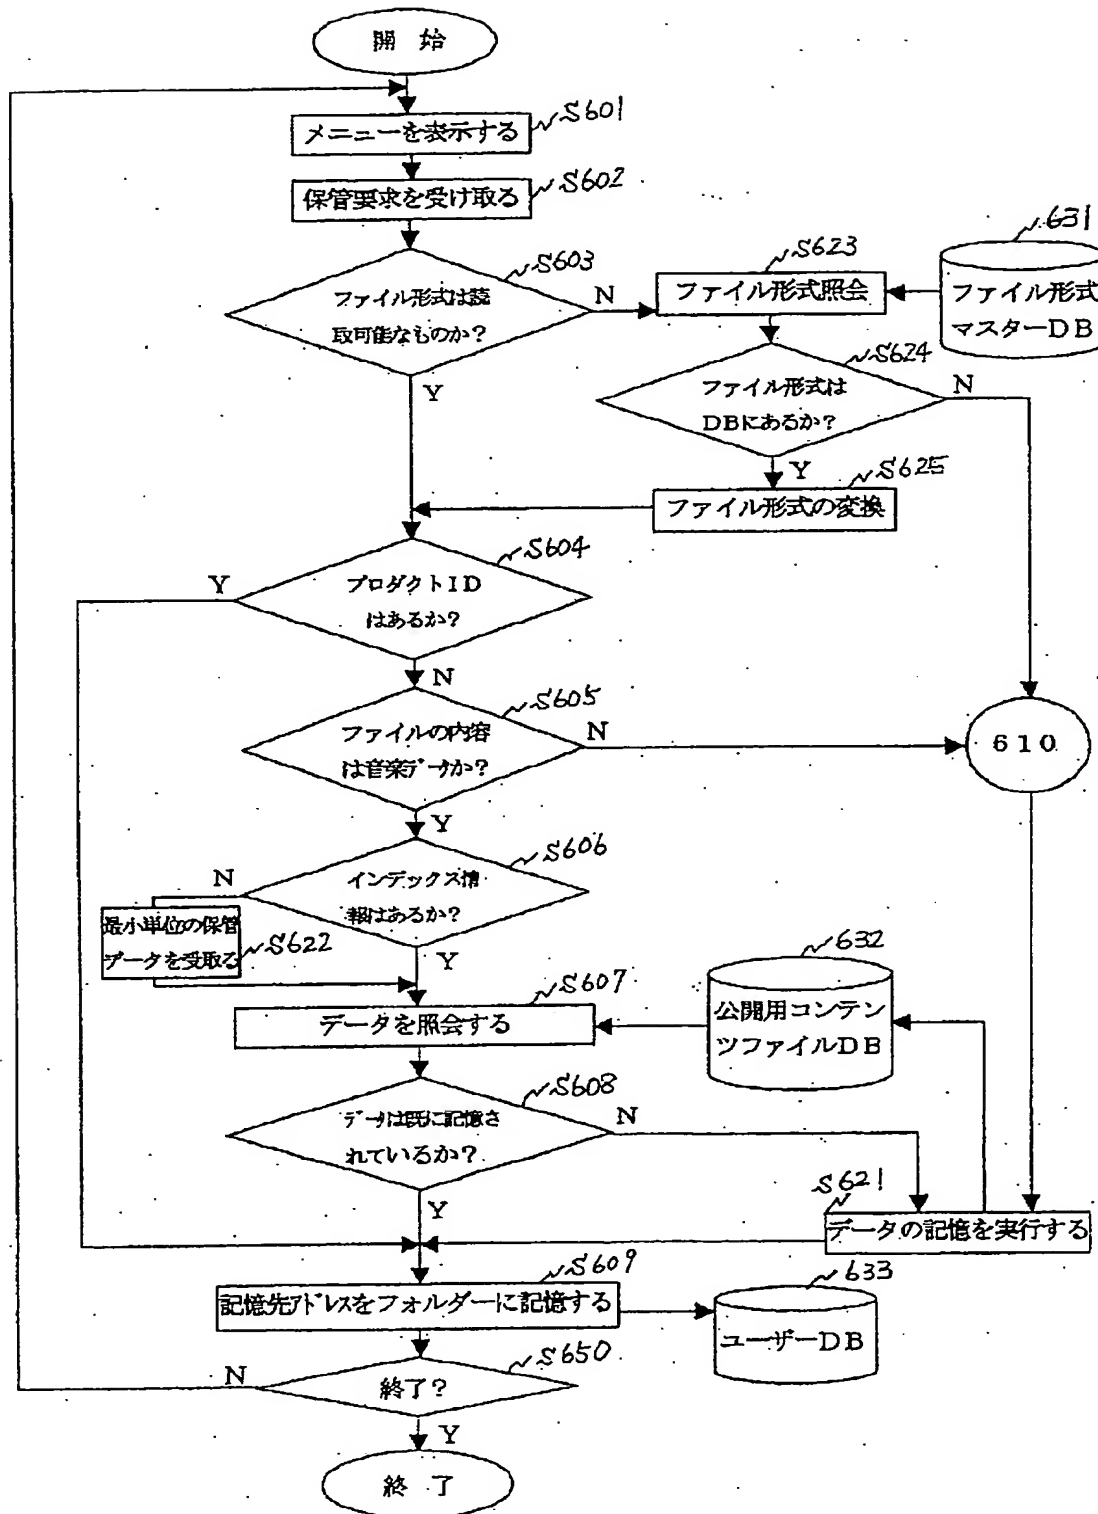 開 始
メニューを表示する
S601
保管要求を受け取る
S602
ファイル形式は読
取可能なものか?
S603
N
Y
ファイル形式照会
S623
631
ファイル形式
マスターDB
ファイル形式は
DBにあるか?
S624
N
Y
ファイル形式の変換
S625
プロダクトID
はあるか?
S604
Y
N
ファイルの内容
は音楽データか?
S605
N
Y
610
インデックス情
報はあるか?
S606
N
Y
最小単位の保管
データを受取る
S622
データを照会する
S607
632
公開用コンテン
ツファイルDB
データは既に記憶さ
れているか?
S608
N
Y
S621
データの記憶を実行する
記憶先アドレスをフォルダーに記憶する
S609
633
ユーザーDB
終了?
S650
N
Y
終 了